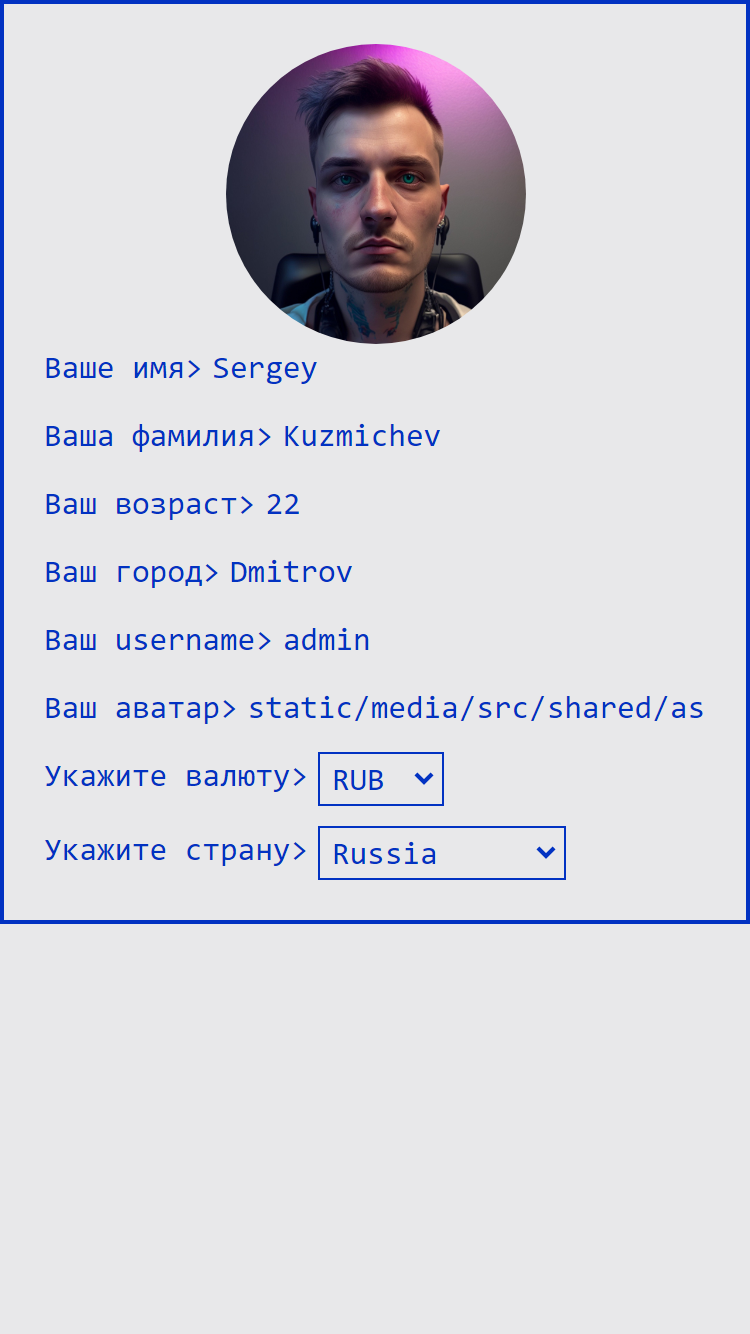 Ваше имя> Sergey
Ваша фамилия> Kuzmichev
Ваш возраст> 22
Ваш город> Dmitrov
Ваш username> admin
Ваш аватар> static/media/src/shared/as
Укажите валюту> RUB
Укажите страну> Russia